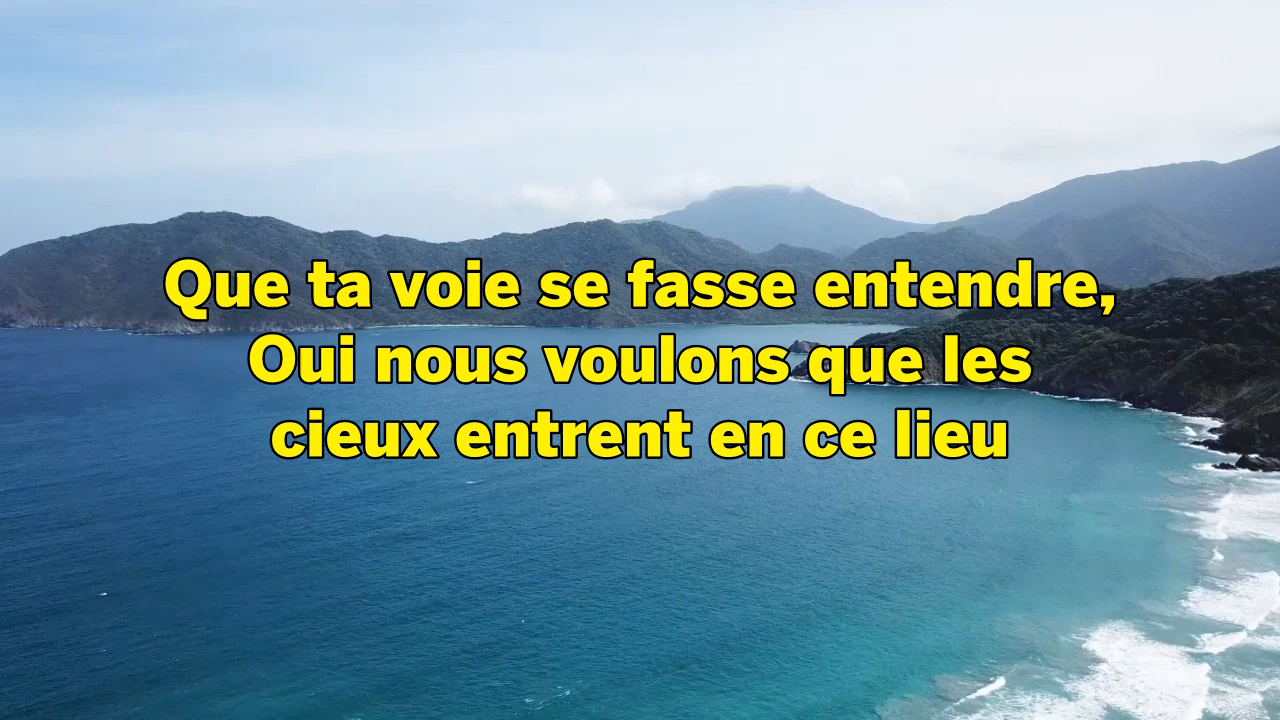 Que ta voie se fasse entendre,
Oui nous voulons que les
cieux entrent en ce lieu